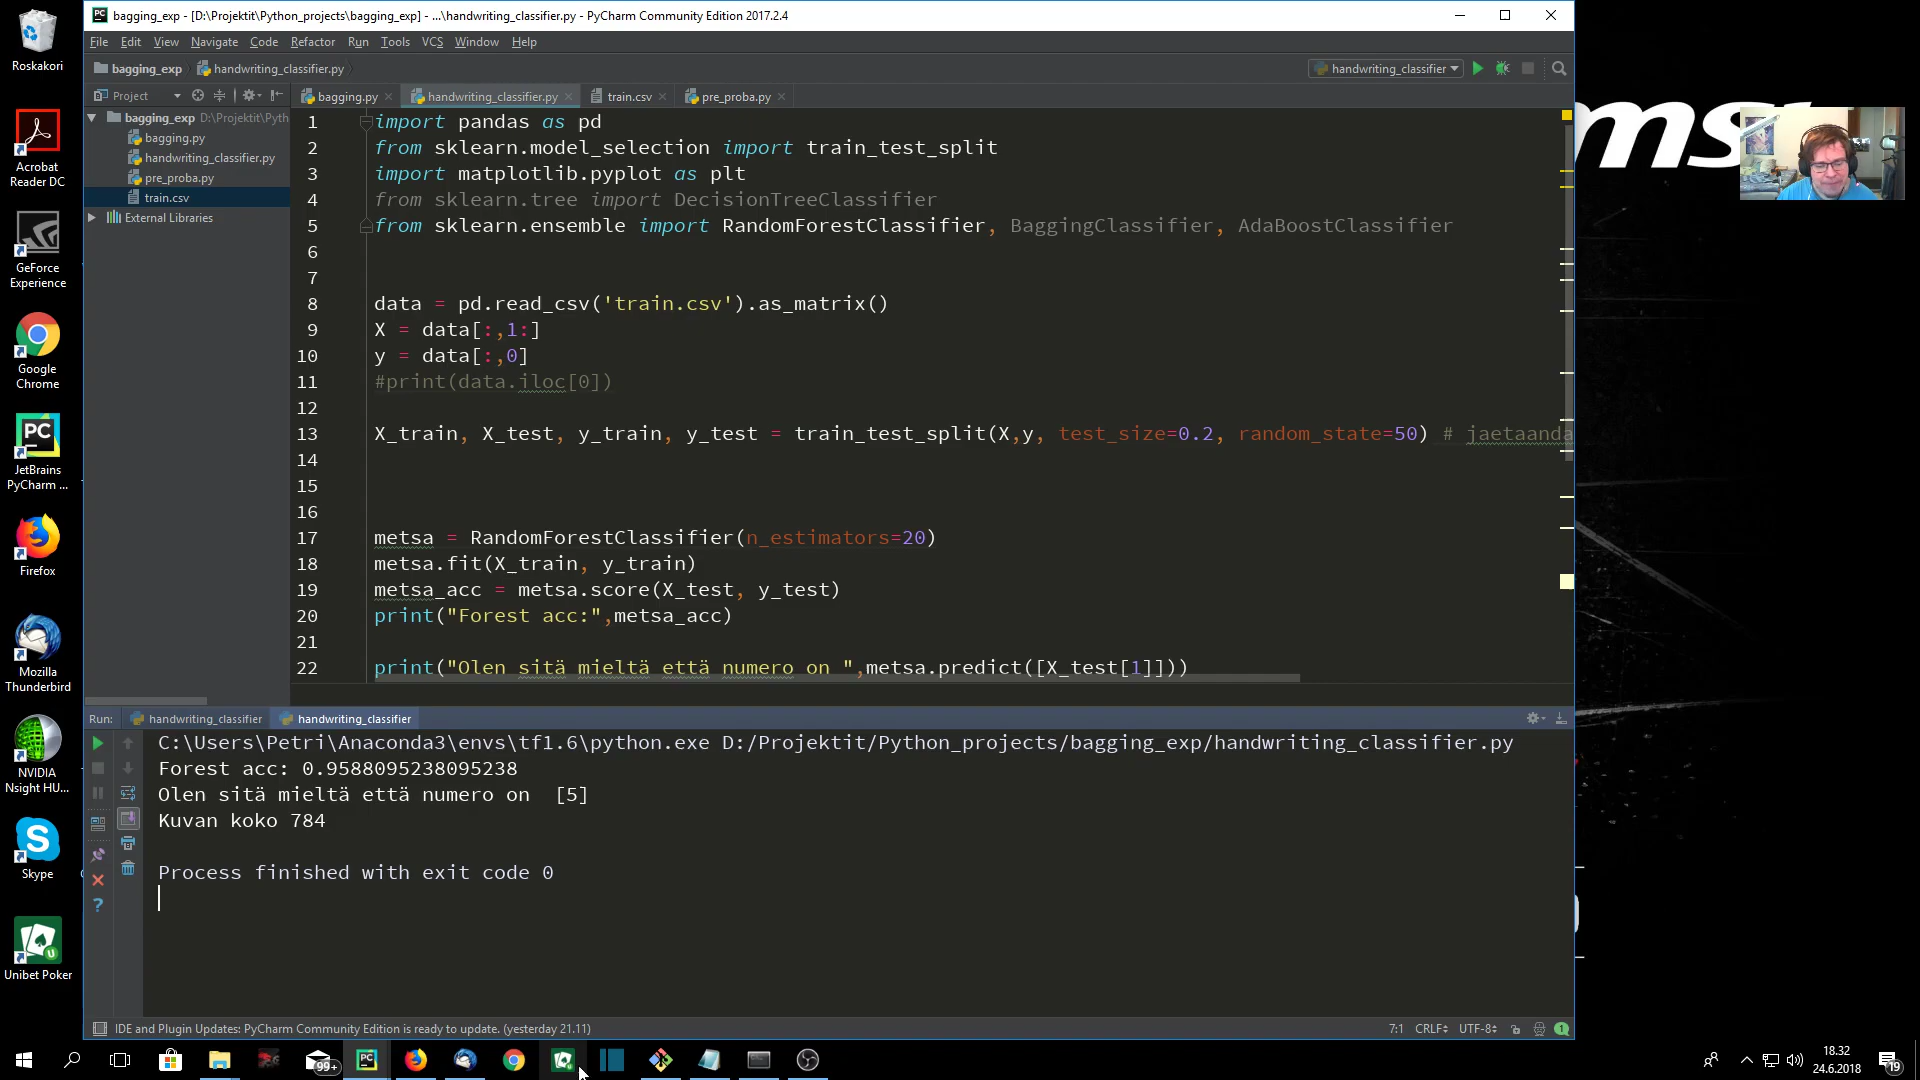 bagging_exp - [D:\Projektit\Python_projects\bagging_exp] - ...\handwriting_classifier.py - PyCharm Community Edition 2017.2.4
File Edit View Navigate Code Refactor Run Tools VCS Window Help
bagging_exp handwriting_classifier.py
handwriting_classifier
Project
bagging.py handwriting_classifier.py train.csv pre_proba.py
bagging_exp D:\Projektit\Pyth
bagging.py
handwriting_classifier.py
pre_proba.py
train.csv
External Libraries
1 import pandas as pd
2 from sklearn.model_selection import train_test_split
3 import matplotlib.pyplot as plt
4 from sklearn.tree import DecisionTreeClassifier
5 from sklearn.ensemble import RandomForestClassifier, BaggingClassifier, AdaBoostClassifier
6
7
8 data = pd.read_csv('train.csv').as_matrix()
9 X = data[:,1:]
10 y = data[:,0]
11 #print(data.iloc[0])
12
13 X_train, X_test, y_train, y_test = train_test_split(X,y, test_size=0.2, random_state=50) # jaetaanda
14
15
16
17 metsa = RandomForestClassifier(n_estimators=20)
18 metsa.fit(X_train, y_train)
19 metsa_acc = metsa.score(X_test, y_test)
20 print("Forest acc:",metsa_acc)
21
22 print("Olen sitä mieltä että numero on ",metsa.predict([X_test[1]]))
Run: handwriting_classifier handwriting_classifier
C:\Users\Petri\Anaconda3\envs\tf1.6\python.exe D:/Projektit/Python_projects/bagging_exp/handwriting_classifier.py
Forest acc: 0.9588095238095238
Olen sitä mieltä että numero on [5]
Kuvan koko 784
Process finished with exit code 0
IDE and Plugin Updates: PyCharm Community Edition is ready to update. (yesterday 21.11)
7:1 CRLF UTF-8 1
Roskakori
Acrobat
Reader DC
GeForce
Experience
Google
Chrome
JetBrains
PyCharm ...
Firefox
Mozilla
Thunderbird
NVIDIA
Nsight HU...
Skype
Unibet Poker
ms
99+
18.32
24.6.2018
19